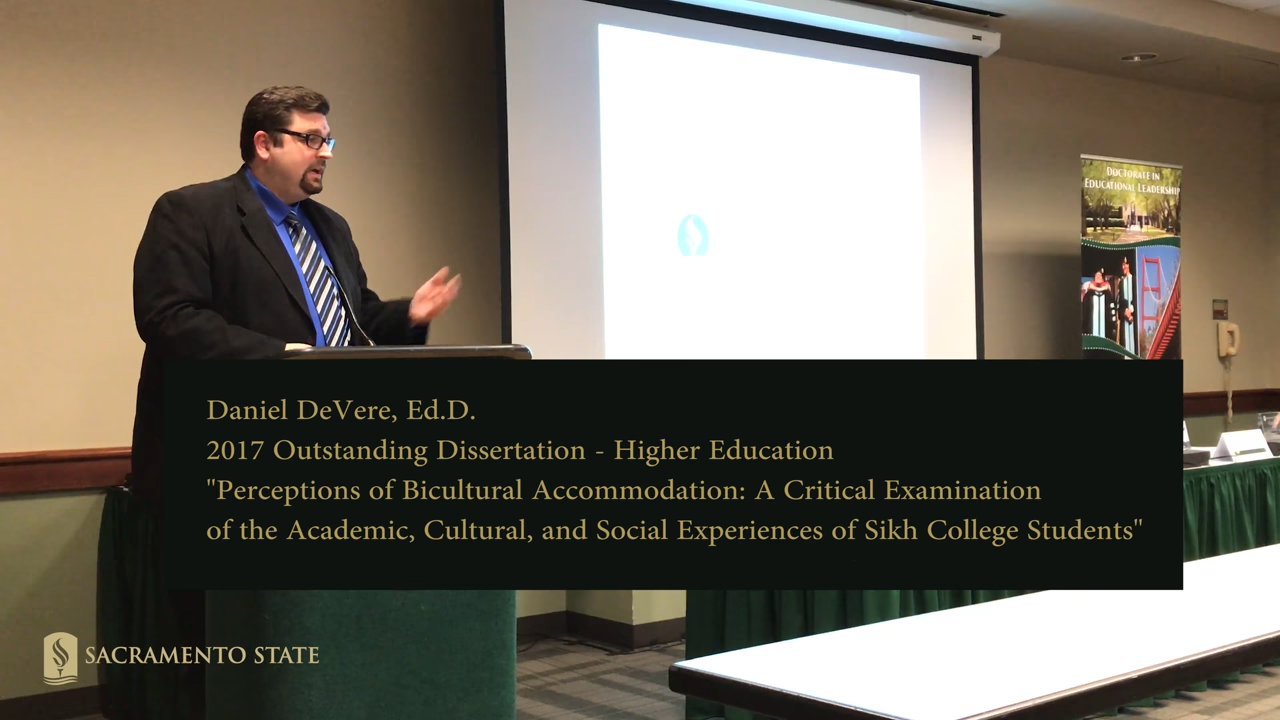 DOCTORATE IN
EDUCATIONAL LEADERSHIP
Daniel DeVere, Ed.D.
2017 Outstanding Dissertation - Higher Education
"Perceptions of Bicultural Accommodation: A Critical Examination
of the Academic, Cultural, and Social Experiences of Sikh College Students"
SACRAMENTO STATE